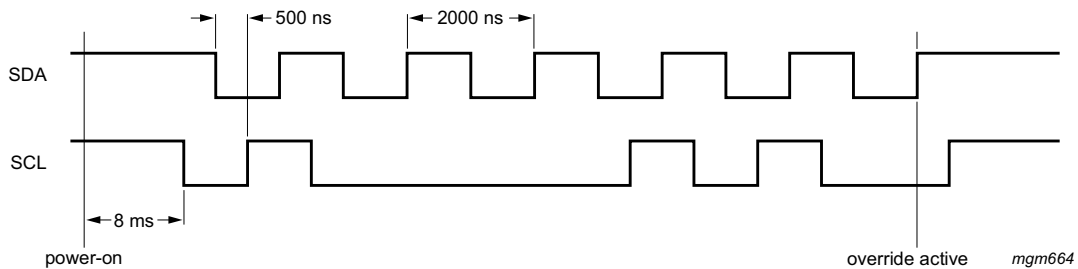 500 ns
2000 ns
SDA
SCL
8 ms
power-on
override active
mgm664